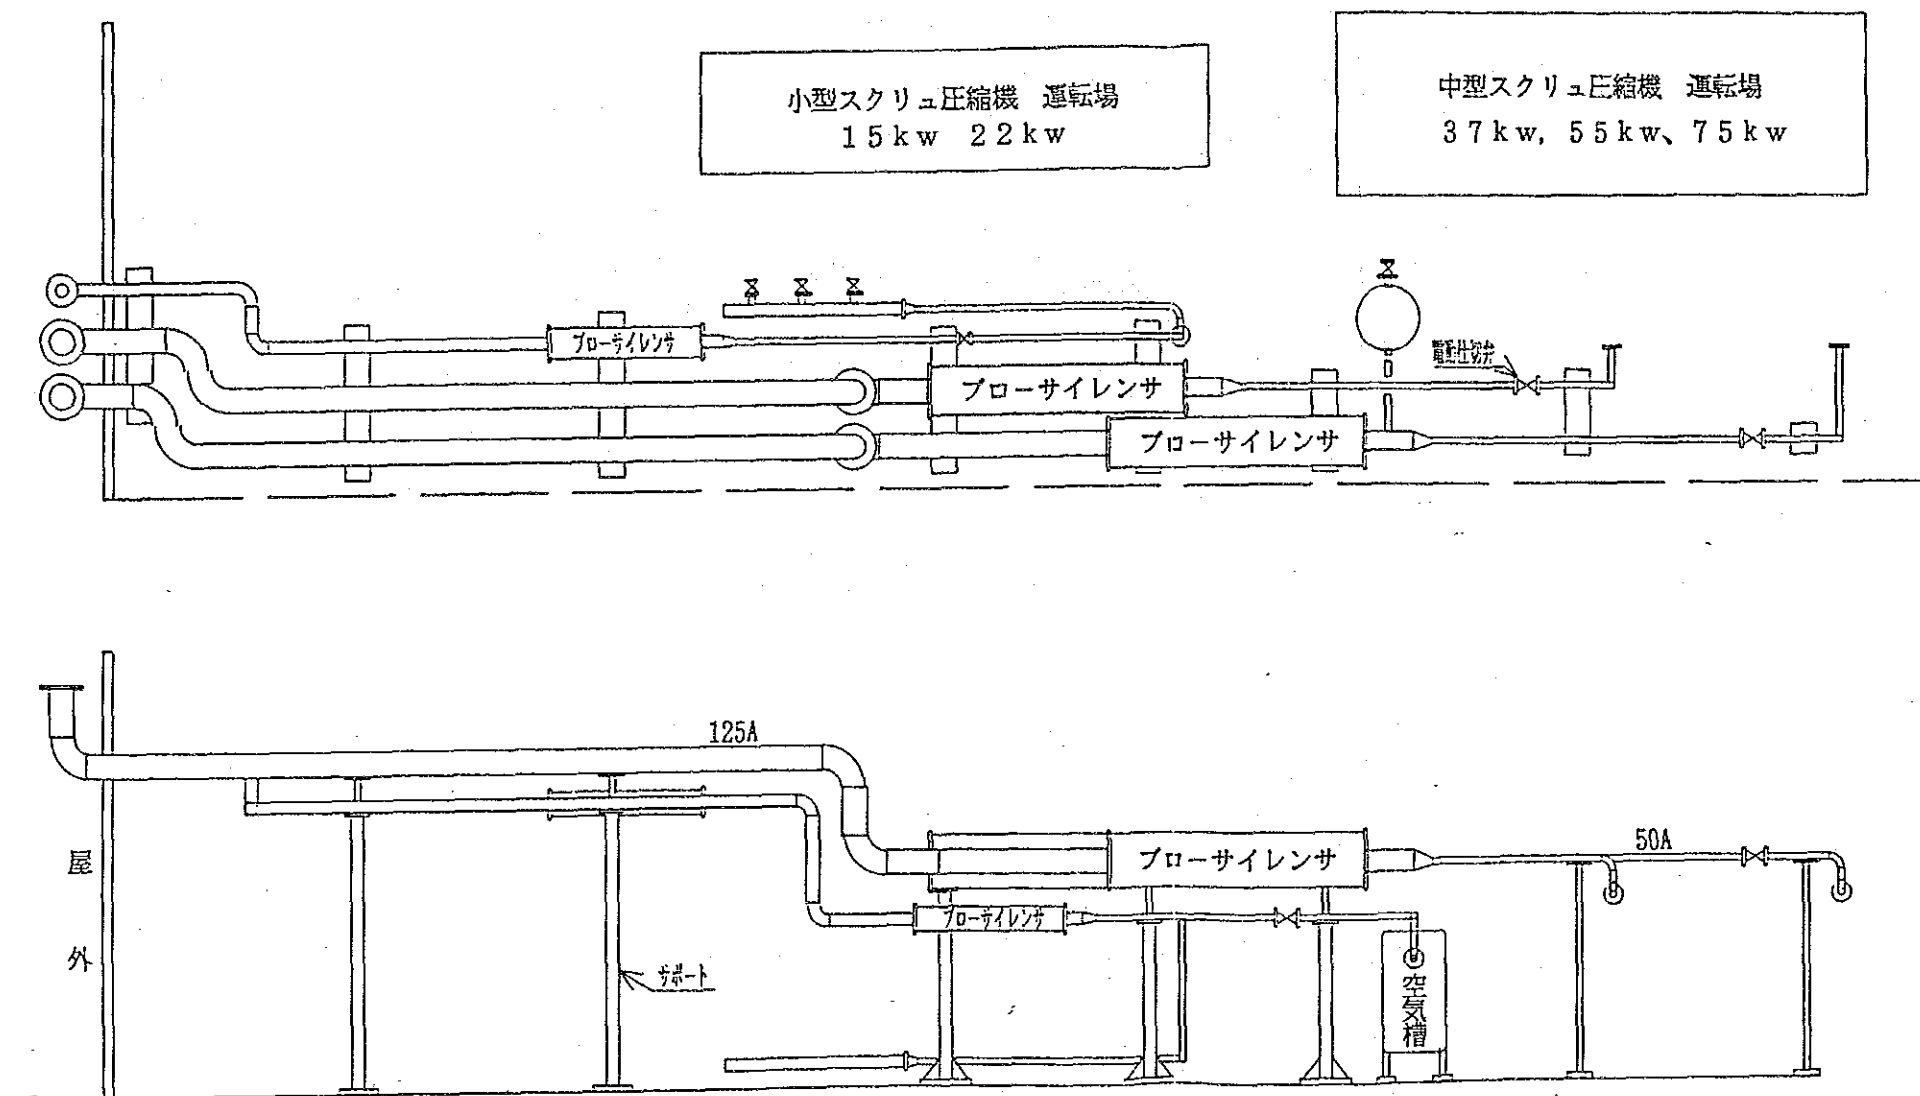 小型スクリュ圧縮機 運転場
15kw 22kw
中型スクリュ圧縮機 運転場
37kw, 55kw、75kw
ブローサイレンサ
電動仕切弁
ブローサイレンサ
ブローサイレンサ
125A
屋外
ブローサイレンサ
50A
ブローサイレンサ
サポート
空気槽